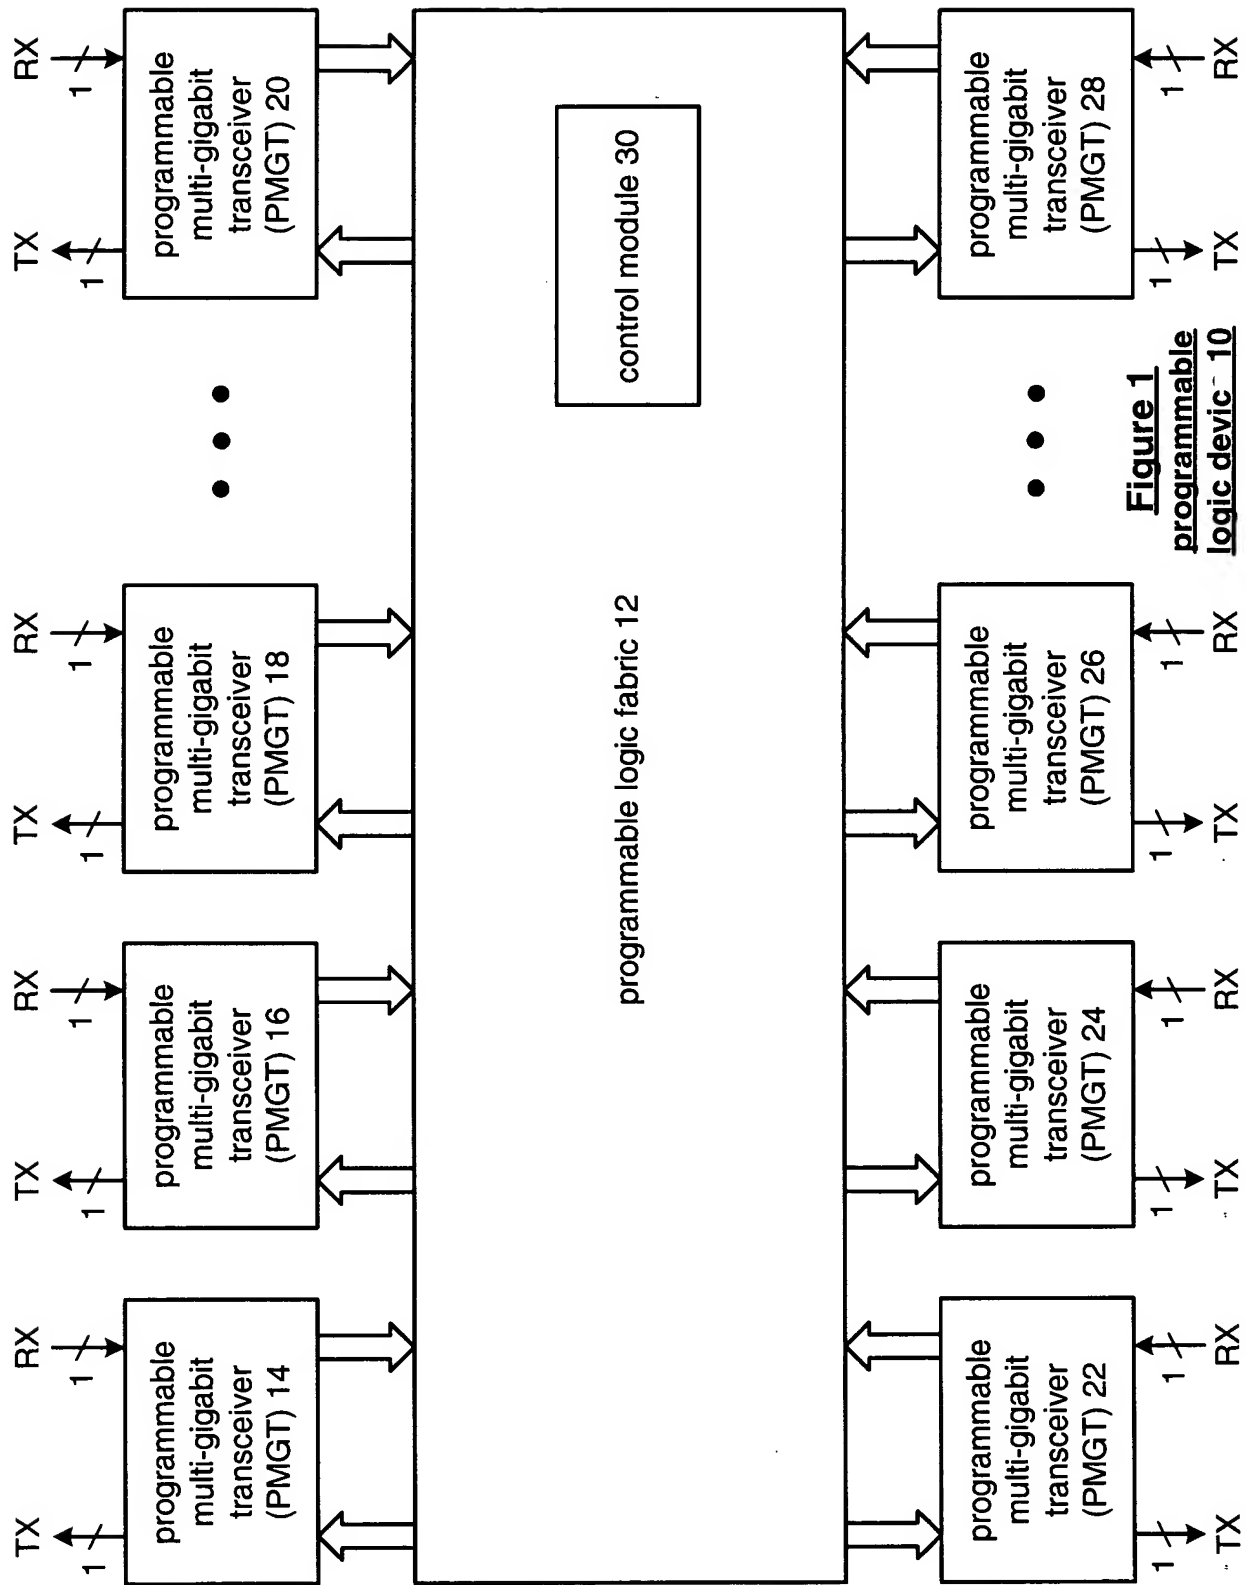 TX RX TX RX TX RX TX RX
1 1 1 1 1 1 1 1
programmable
multi-gigabit
transceiver
(PMGT) 14
programmable
multi-gigabit
transceiver
(PMGT) 16
programmable
multi-gigabit
transceiver
(PMGT) 18
programmable
multi-gigabit
transceiver
(PMGT) 20
programmable logic fabric 12
control module 30
programmable
multi-gigabit
transceiver
(PMGT) 22
programmable
multi-gigabit
transceiver
(PMGT) 24
programmable
multi-gigabit
transceiver
(PMGT) 26
programmable
multi-gigabit
transceiver
(PMGT) 28
1 1 1 1 1 1 1 1
TX RX TX RX TX RX TX RX
Figure 1
programmable
logic devic 10